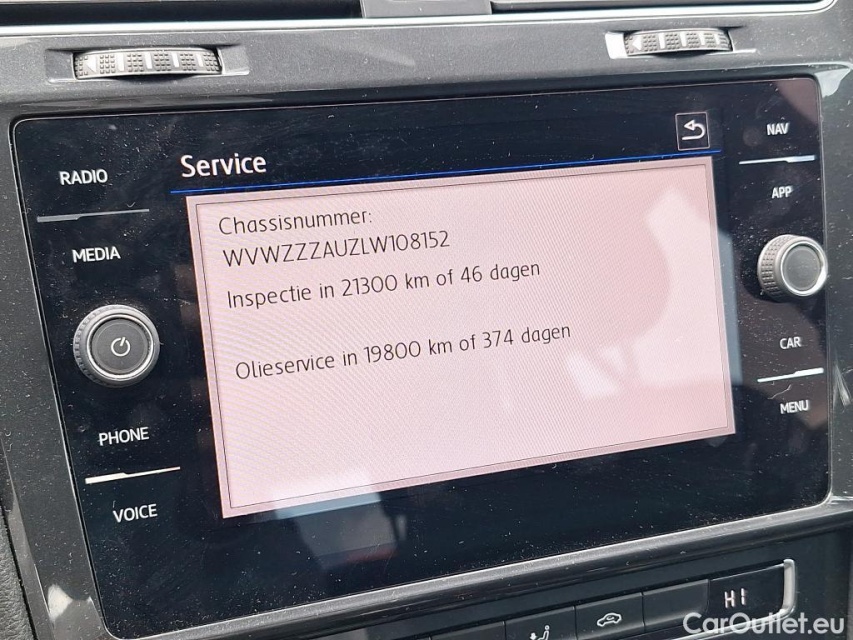 RADIO
MEDIA
PHONE
VOICE
Service
Chassisnummer:
WVWZZZAUZLW108152
Inspectie in 21300 km of 46 dagen
Olieservice in 19800 km of 374 dagen
NAV
APP
CAR
MENU
HI
CarOutlet.eu